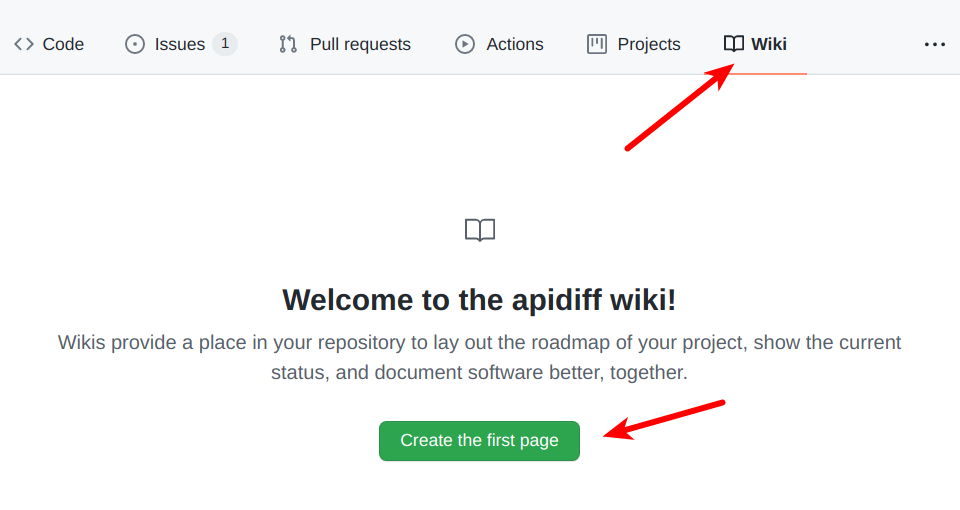 Code Issues 1 Pull requests Actions Projects Wiki
Welcome to the apidiff wiki!
Wikis provide a place in your repository to lay out the roadmap of your project, show the current
status, and document software better, together.
Create the first page